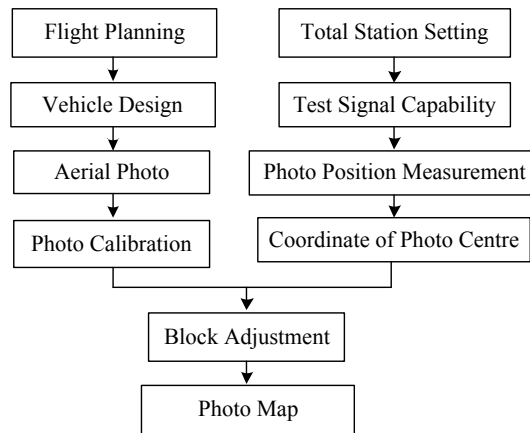 Flight Planning
Total Station Setting
Vehicle Design
Test Signal Capability
Aerial Photo
Photo Position Measurement
Photo Calibration
Coordinate of Photo Centre
Block Adjustment
Photo Map